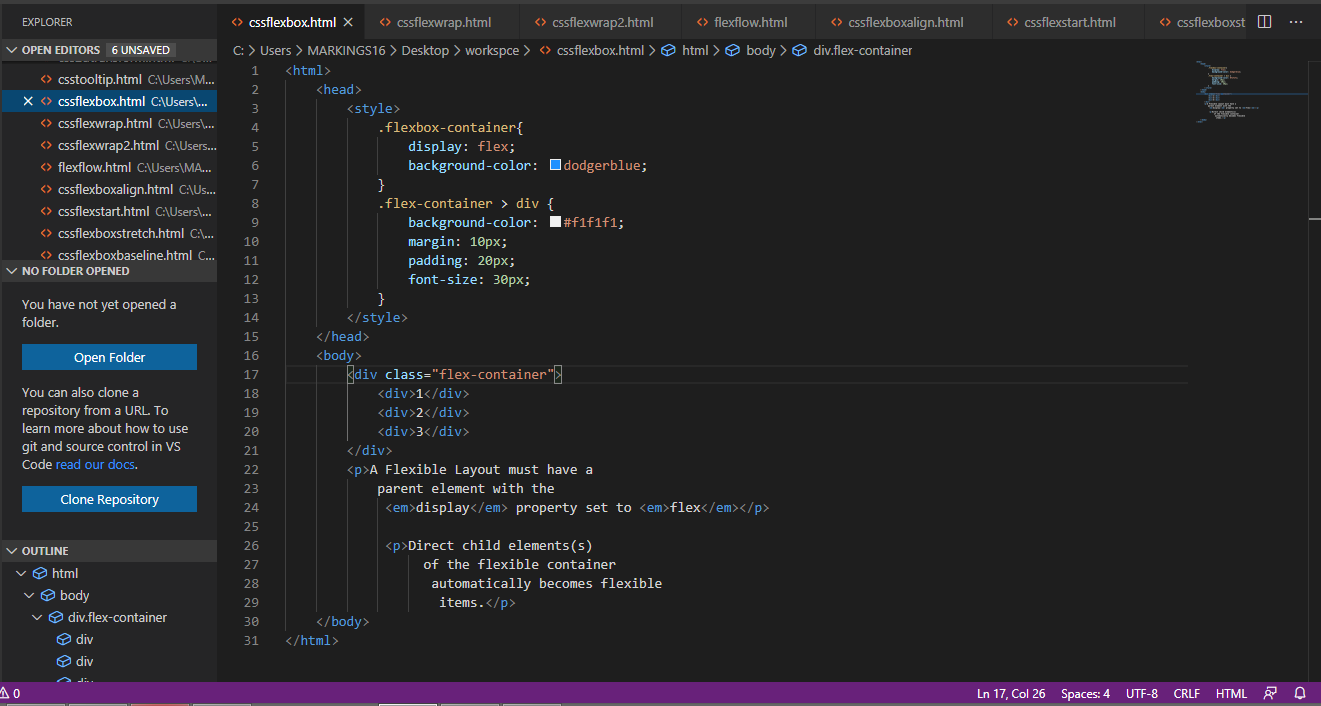 EXPLORER
cssflexbox.html
cssflexwrap.html
cssflexwrap2.html
flexflow.html
cssflexboxalign.html
cssflexstart.html
cssflexboxst
OPEN EDITORS 6 UNSAVED
csstooltip.html C:\Users\M...
cssflexbox.html C:\Users\...
cssflexwrap.html C:\Users\...
cssflexwrap2.html C:\Users...
flexflow.html C:\Users\MA...
cssflexboxalign.html C:\Us...
cssflexstart.html C:\Users\...
cssflexboxstretch.html C:\...
cssflexboxbaseline.html C...
NO FOLDER OPENED
You have not yet opened a
folder.
Open Folder
You can also clone a
repository from a URL. To
learn more about how to use
git and source control in VS
Code read our docs.
Clone Repository
OUTLINE
html
body
div.flex-container
div
div
div
C: > Users > MARKINGS16 > Desktop > workspce > cssflexbox.html > html > body > div.flex-container
1 <html>
2 <head>
3 <style>
4 .flexbox-container{
5 display: flex;
6 background-color: dodgerblue;
7 }
8 .flex-container > div {
9 background-color: #f1f1f1;
10 margin: 10px;
11 padding: 20px;
12 font-size: 30px;
13 }
14 </style>
15 </head>
16 <body>
17 <div class="flex-container">
18 <div>1</div>
19 <div>2</div>
20 <div>3</div>
21 </div>
22 <p>A Flexible Layout must have a
23 parent element with the
24 <em>display</em> property set to <em>flex</em></p>
25
26 <p>Direct child elements(s)
27 of the flexible container
28 automatically becomes flexible
29 items.</p>
30 </body>
31 </html>
0
Ln 17, Col 26 Spaces: 4 UTF-8 CRLF HTML